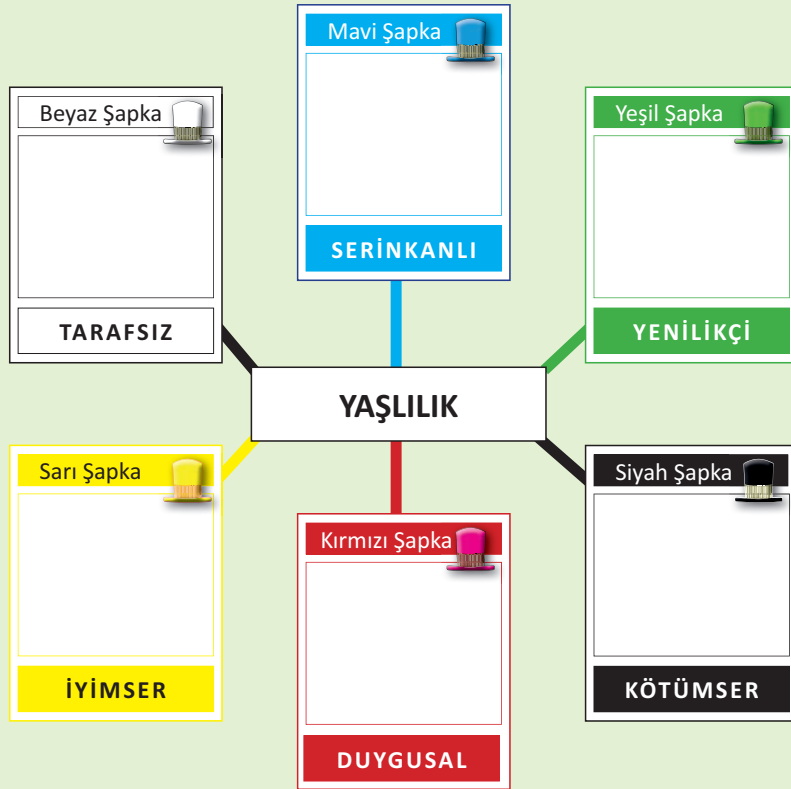 Mavi Şapka
SERİNKANLI
Beyaz Şapka
TARAFSIZ
Yeşil Şapka
YENİLİKÇİ
YAŞLILIK
Sarı Şapka
İYİMSER
Kırmızı Şapka
DUYGUSAL
Siyah Şapka
KÖTÜMSER